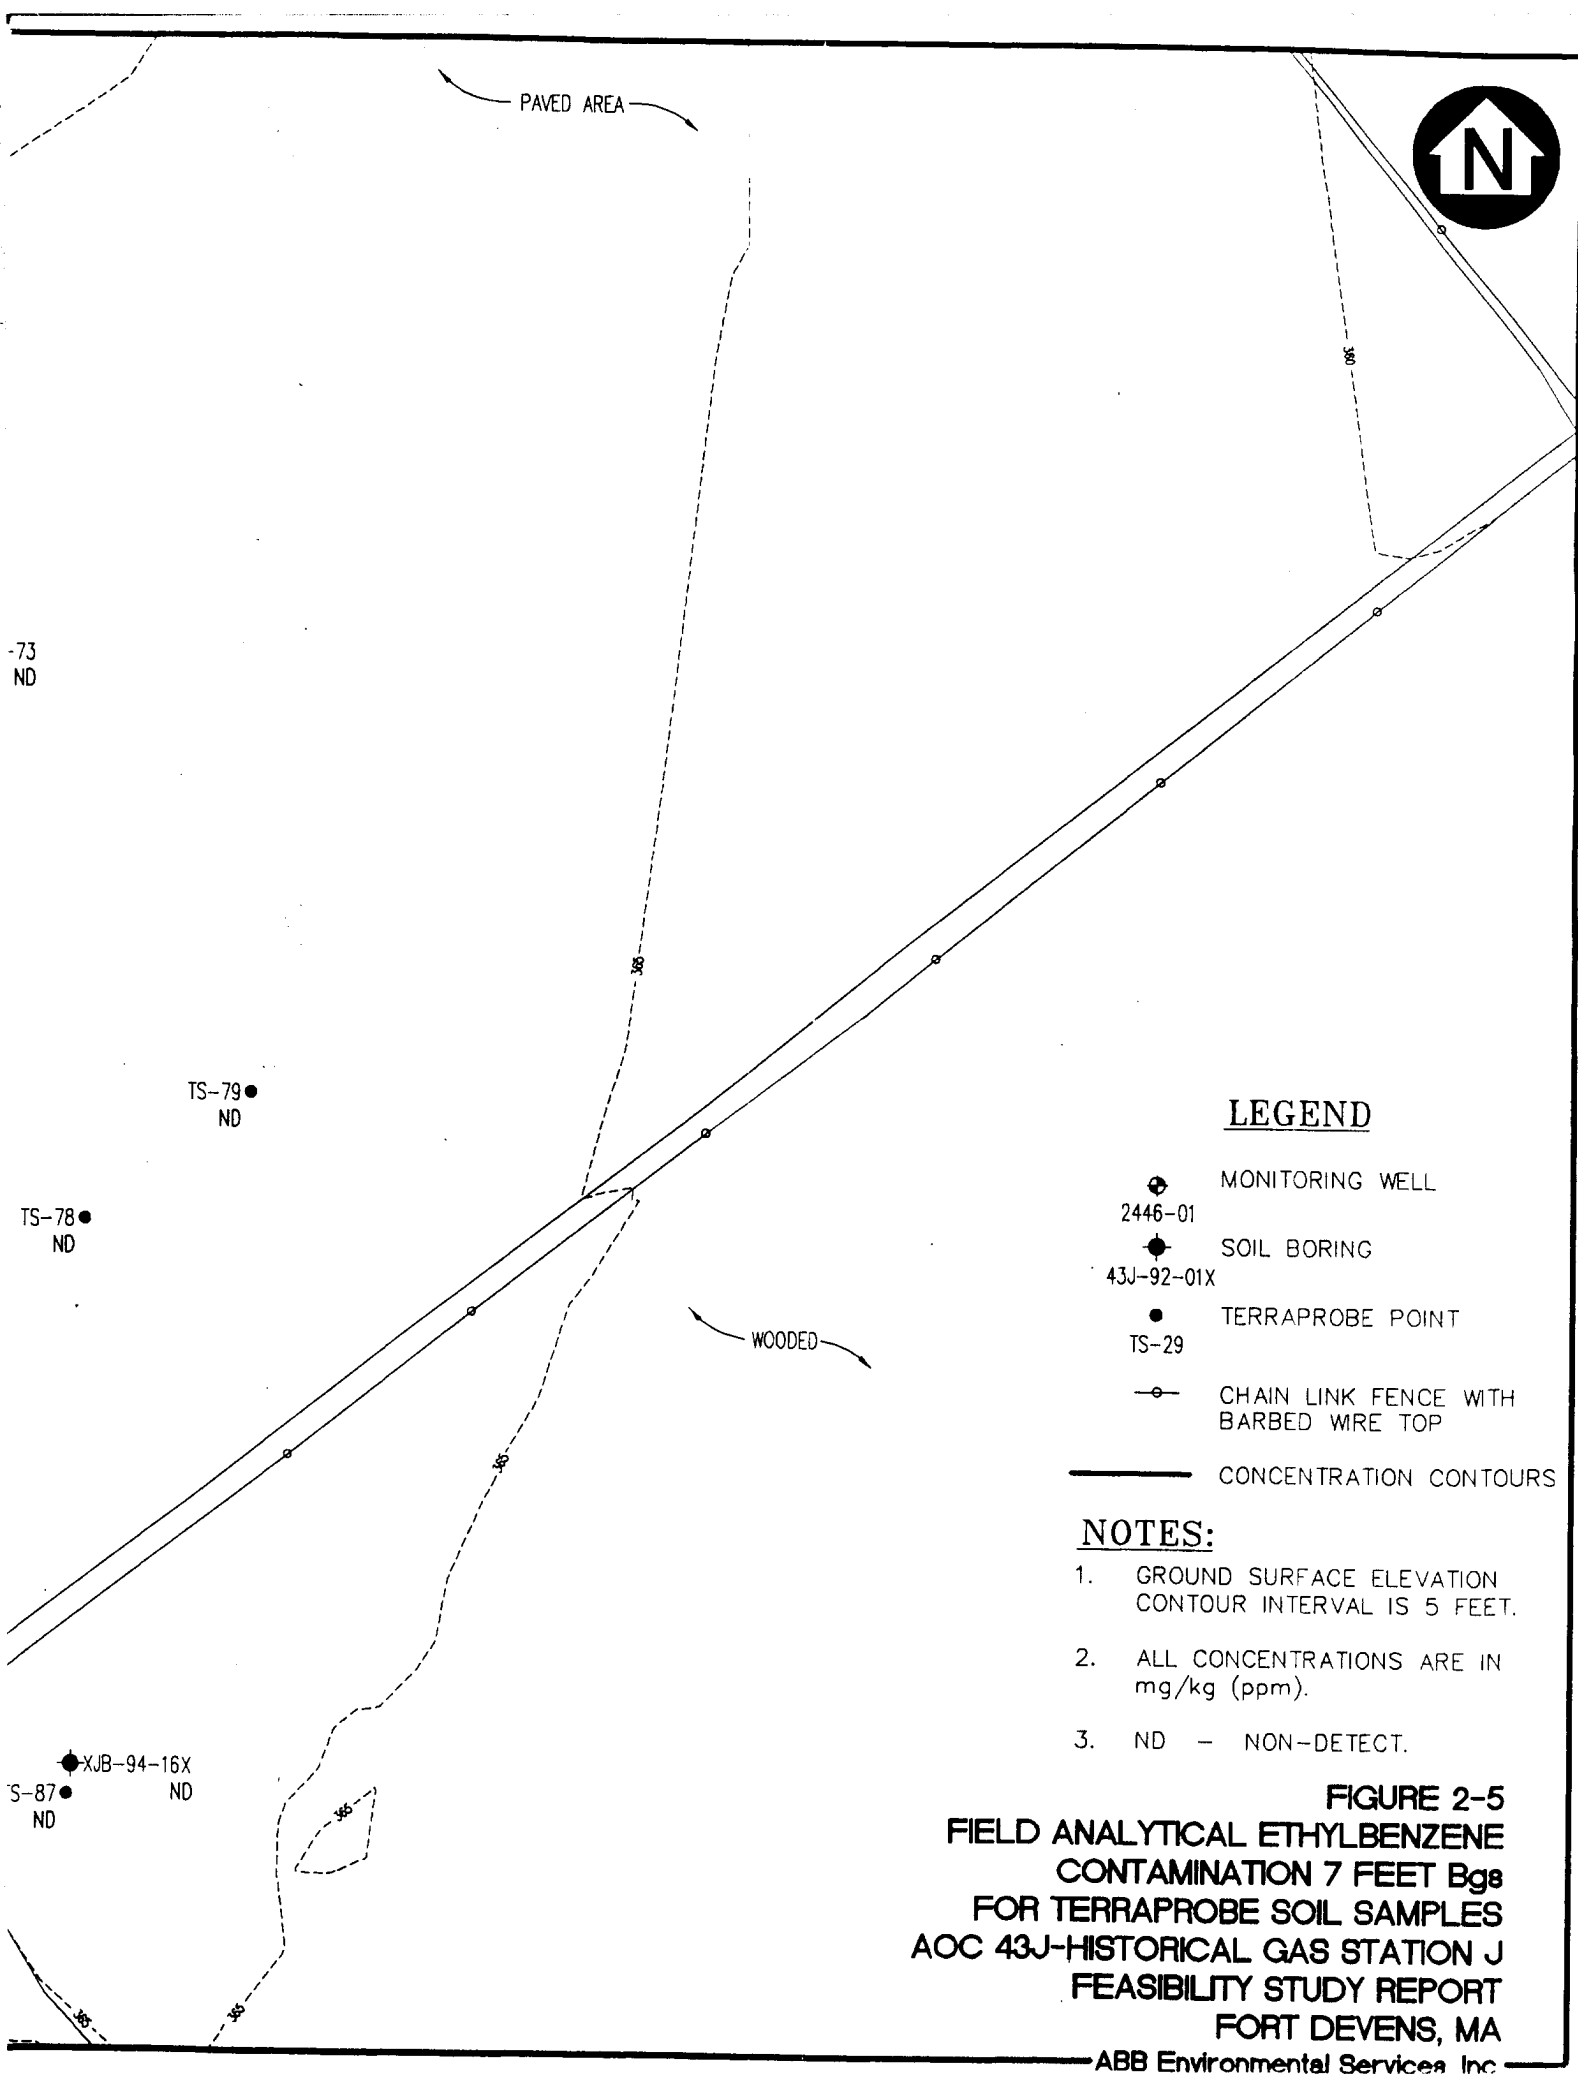 PAVED AREA
N
380
-73
ND
365
TS-79
ND
TS-78
ND
WOODED
365
XJB-94-16X
ND
S-87
ND
365
365
365
LEGEND
MONITORING WELL
2446-01
SOIL BORING
43J-92-01X
TERRAPROBE POINT
TS-29
CHAIN LINK FENCE WITH
BARBED WIRE TOP
CONCENTRATION CONTOURS
NOTES:
1. GROUND SURFACE ELEVATION
CONTOUR INTERVAL IS 5 FEET.
2. ALL CONCENTRATIONS ARE IN
mg/kg (ppm).
3. ND - NON-DETECT.
FIGURE 2-5
FIELD ANALYTICAL ETHYLBENZENE
CONTAMINATION 7 FEET Bgs
FOR TERRAPROBE SOIL SAMPLES
AOC 43J-HISTORICAL GAS STATION J
FEASIBILITY STUDY REPORT
FORT DEVENS, MA
ABB Environmental Services Inc